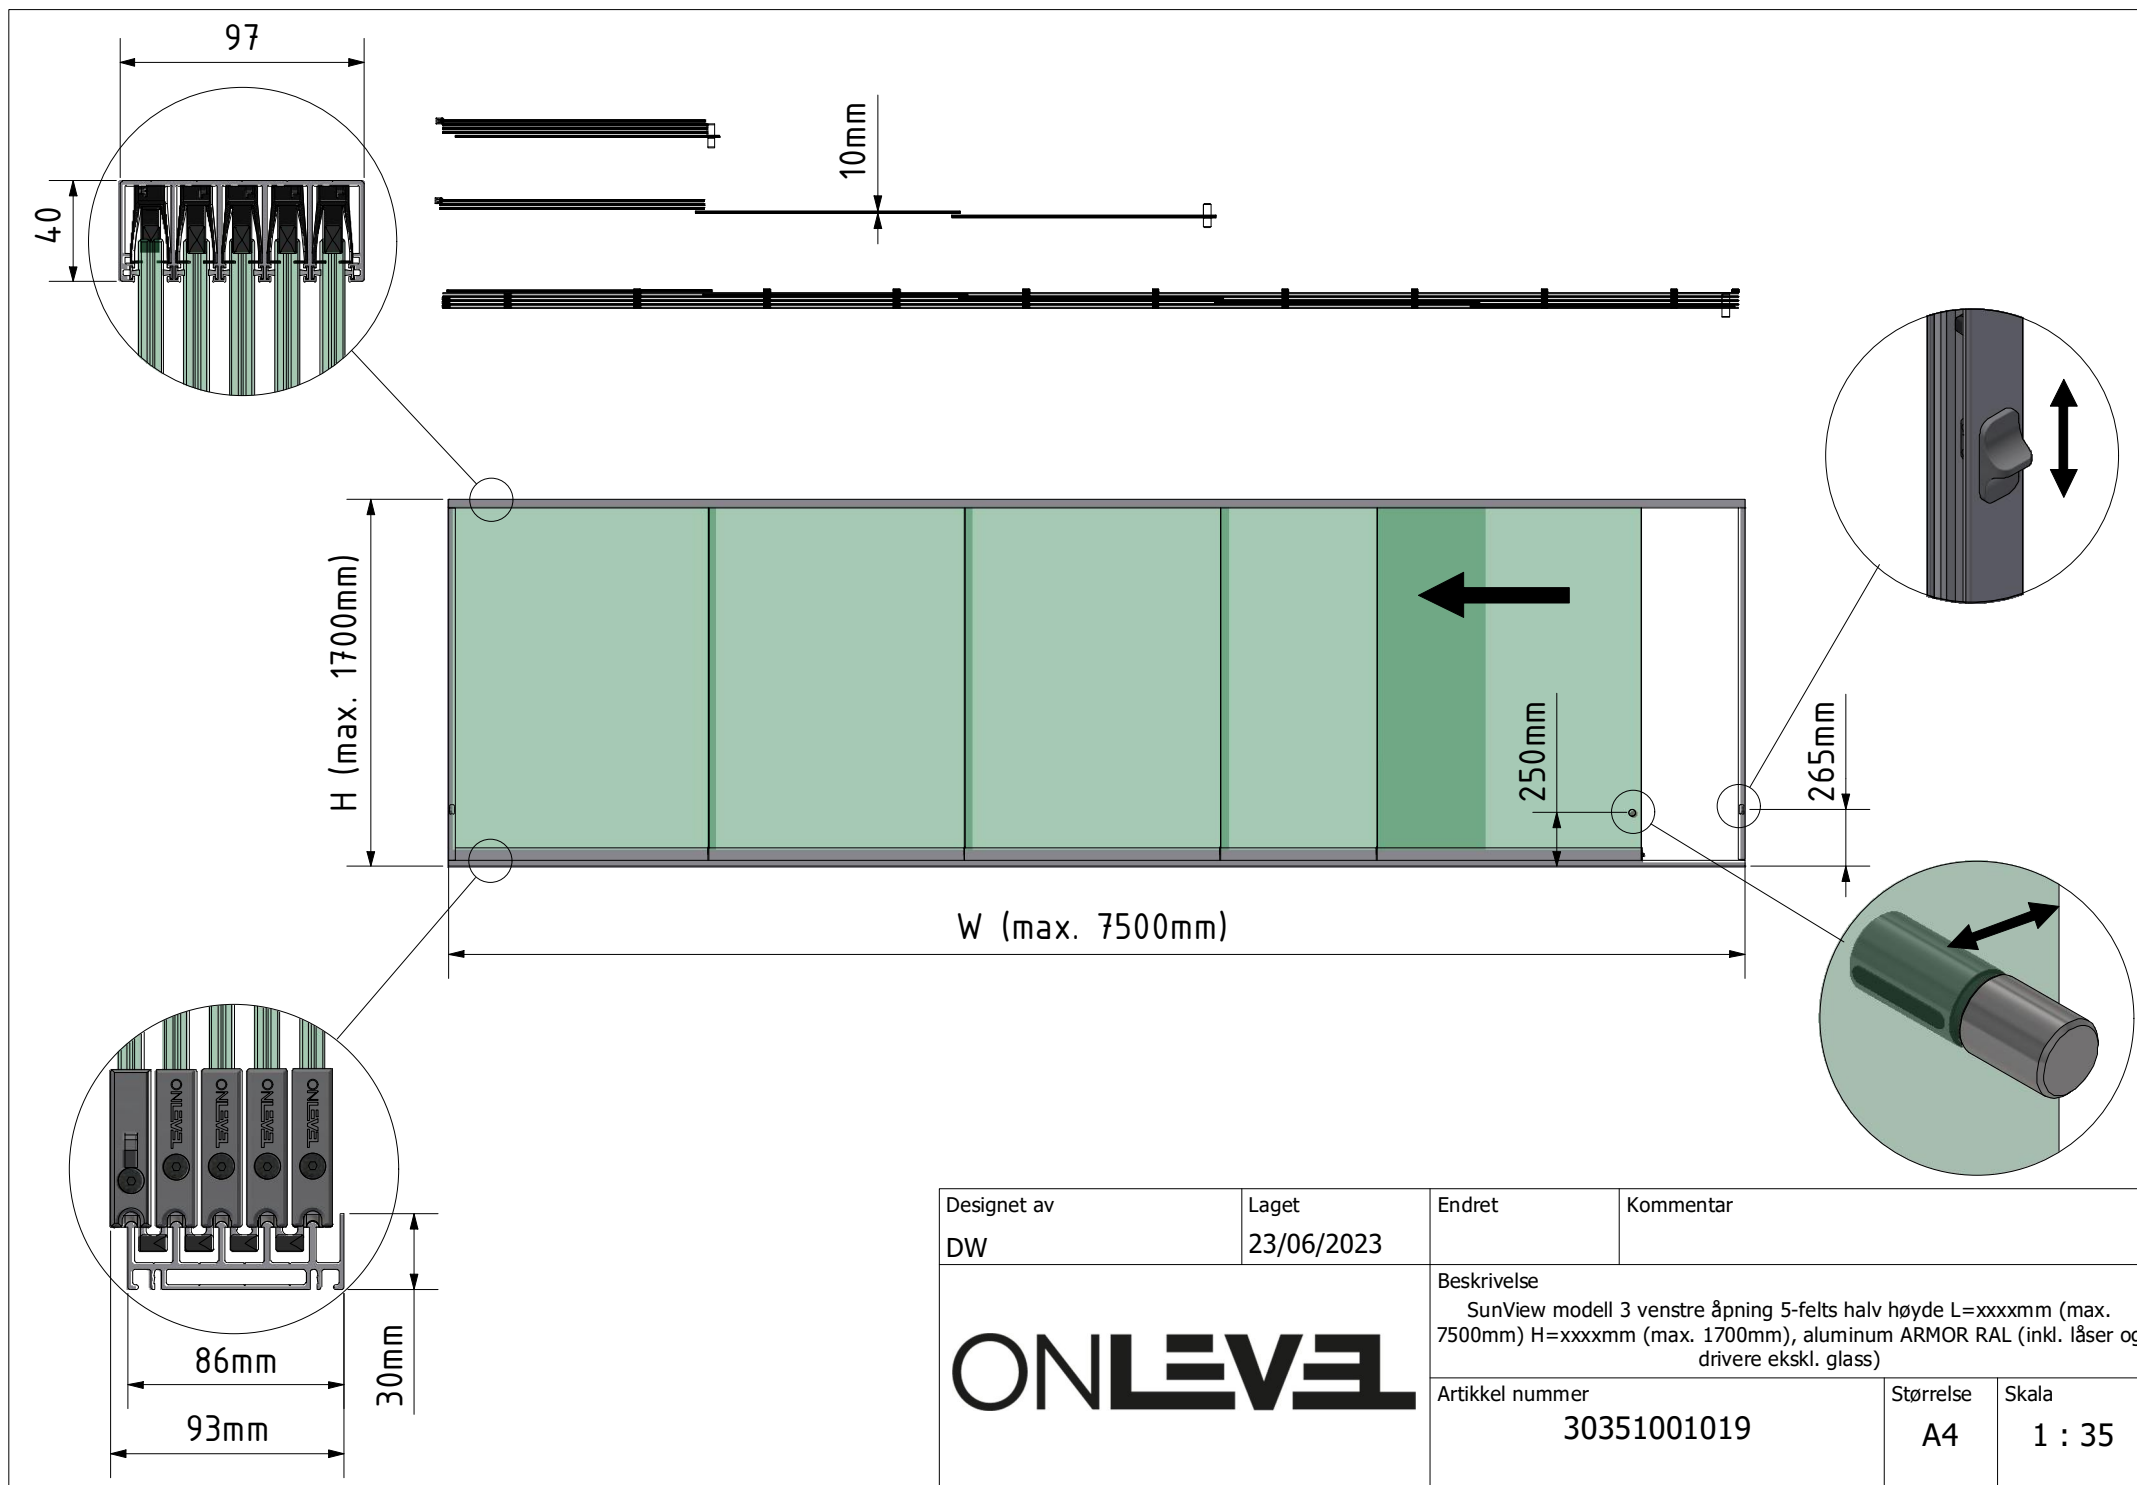 97
40
10mm
H (max. 1700mm)
250mm
265mm
W (max. 7500mm)
ONLEVEL
ONLEVEL
ONLEVEL
ONLEVEL
86mm
93mm
30mm
Designet av
DW
Laget
23/06/2023
Endret
Kommentar
ONLEVEL
Beskrivelse
SunView modell 3 venstre åpning 5-felts halv høyde L=xxxxmm (max.
7500mm) H=xxxxmm (max. 1700mm), aluminum ARMOR RAL (inkl. låser og
drivere ekskl. glass)
Artikkel nummer
30351001019
Størrelse
A4
Skala
1 : 35